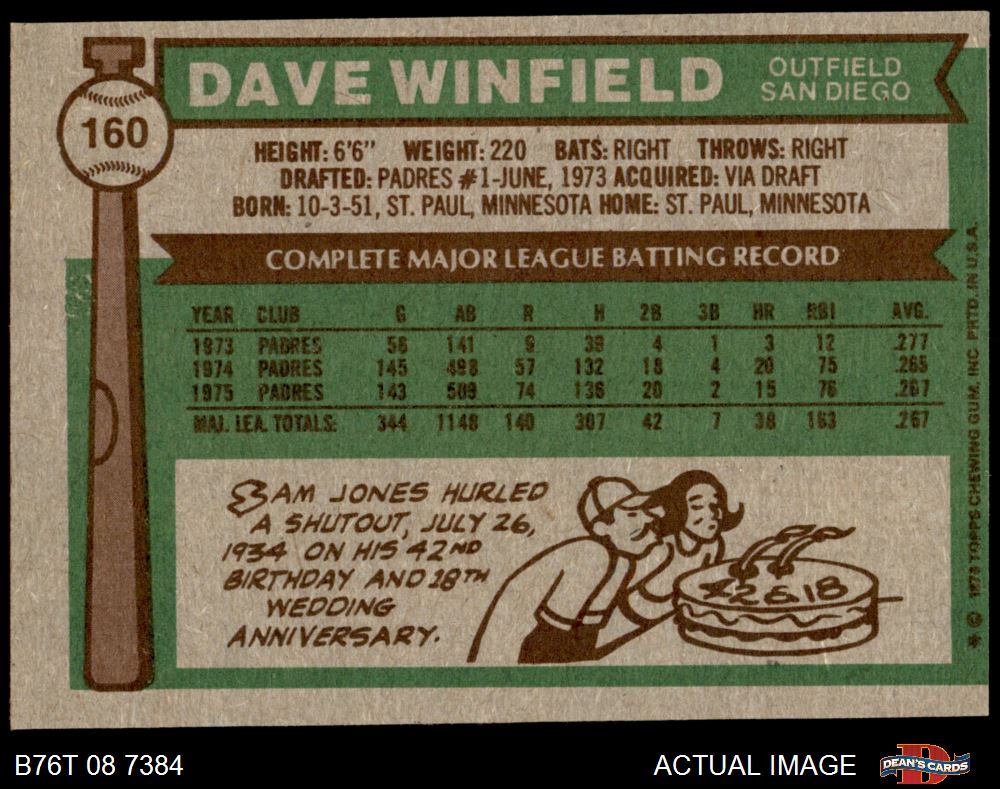 160
DAVE WINFIELD
OUTFIELD
SAN DIEGO
HEIGHT: 6'6" WEIGHT: 220 BATS: RIGHT THROWS: RIGHT
DRAFTED: PADRES #1-JUNE, 1973 ACQUIRED: VIA DRAFT
BORN: 10-3-51, ST. PAUL, MINNESOTA HOME: ST. PAUL, MINNESOTA
COMPLETE MAJOR LEAGUE BATTING RECORD
YEAR CLUB G AB R H 2B 3B HR RBI AVG.
1973 PADRES 56 141 9 39 4 1 3 12 .277
1974 PADRES 145 498 57 132 18 4 20 75 .265
1975 PADRES 143 509 74 136 20 2 15 76 .267
MAJ. LEA. TOTALS: 344 1148 140 307 42 7 38 163 .267
SAM JONES HURLED
A SHUTOUT, JULY 26,
1934 ON HIS 42ND
BIRTHDAY AND 18TH
WEDDING
ANNIVERSARY.
42 & 18
* © 1976 TOPPS CHEWING GUM, INC. PRTD. IN U.S.A.
B76T 08 7384
ACTUAL IMAGE
DEAN'S CARDS